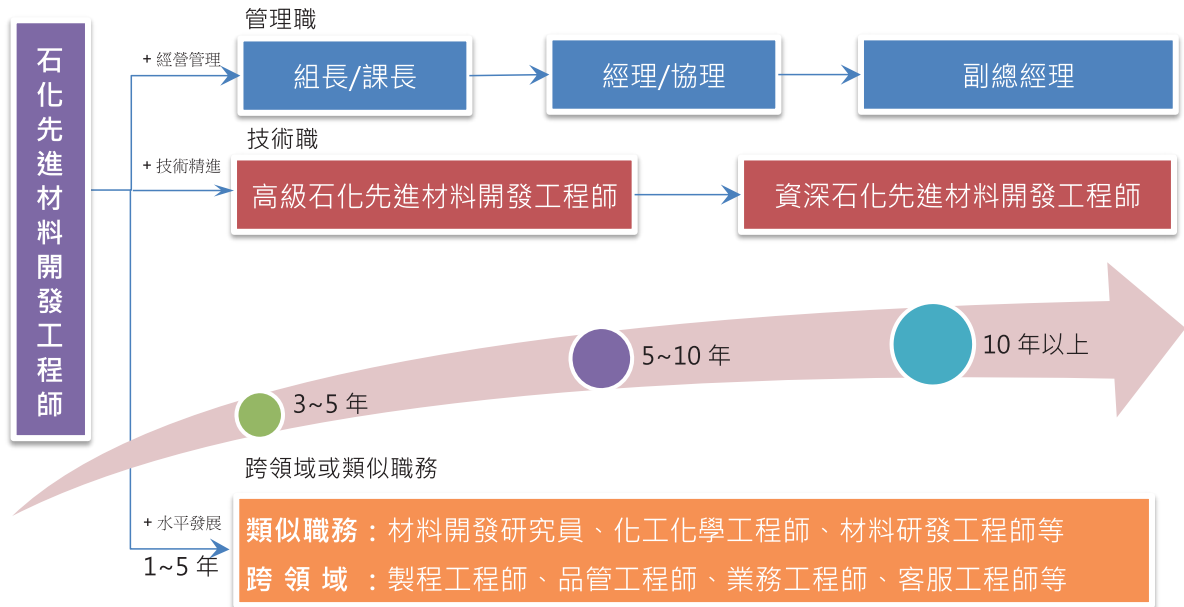 石化先進材料開發工程師
管理職
+ 經營管理
組長/課長
經理/協理
副總經理
技術職
+ 技術精進
高級石化先進材料開發工程師
資深石化先進材料開發工程師
3~5 年
5~10 年
10 年以上
跨領域或類似職務
+ 水平發展
1~5 年
類似職務：材料開發研究員、化工化學工程師、材料研發工程師等
跨 領 域 ：製程工程師、品管工程師、業務工程師、客服工程師等